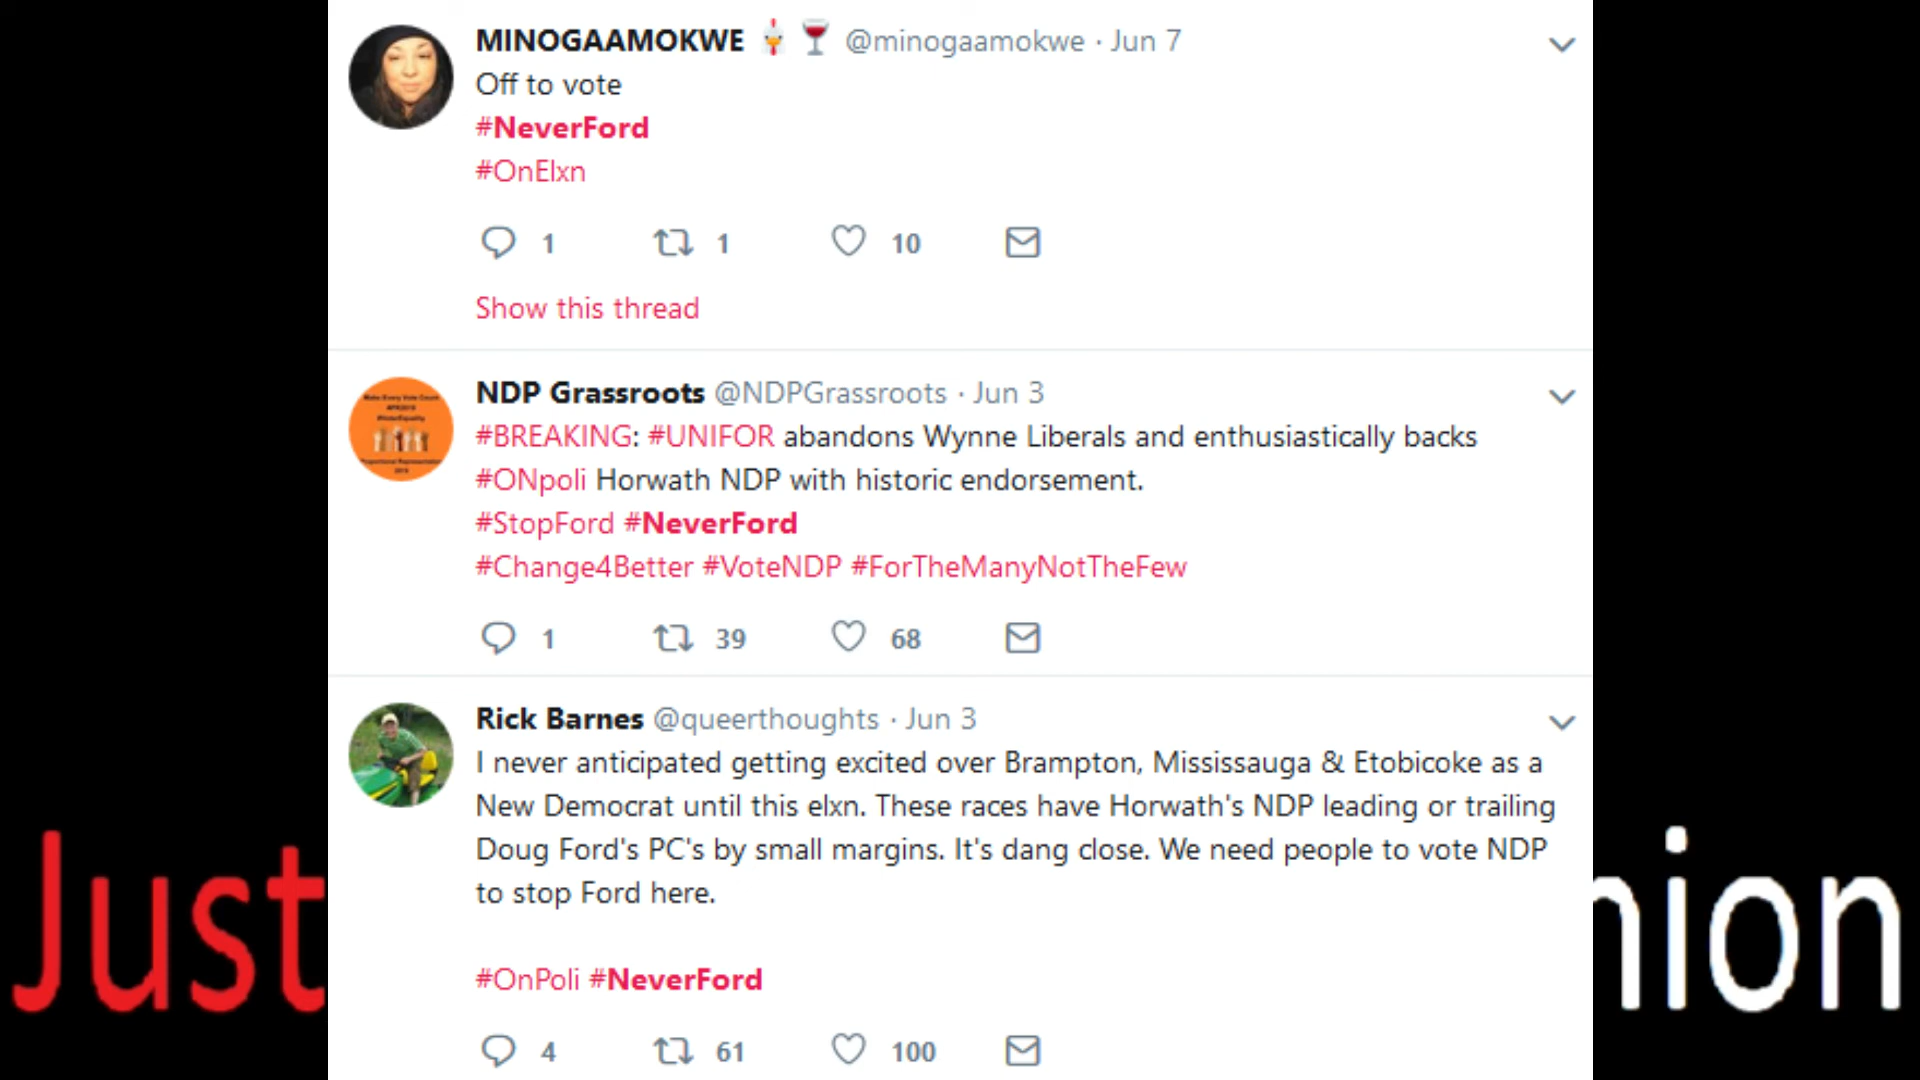 MINOGAAMOKWE @minogaamokwe · Jun 7
Off to vote
#NeverFord
#OnElxn
1 1 10
Show this thread
NDP Grassroots @NDPGrassroots · Jun 3
#BREAKING: #UNIFOR abandons Wynne Liberals and enthusiastically backs
#ONpoli Horwath NDP with historic endorsement.
#StopFord #NeverFord
#Change4Better #VoteNDP #ForTheManyNotTheFew
1 39 68
Rick Barnes @queerthoughts · Jun 3
I never anticipated getting excited over Brampton, Mississauga & Etobicoke as a
New Democrat until this elxn. These races have Horwath's NDP leading or trailing
Doug Ford's PC's by small margins. It's dang close. We need people to vote NDP
to stop Ford here.
#OnPoli #NeverFord
4 61 100
Just nion